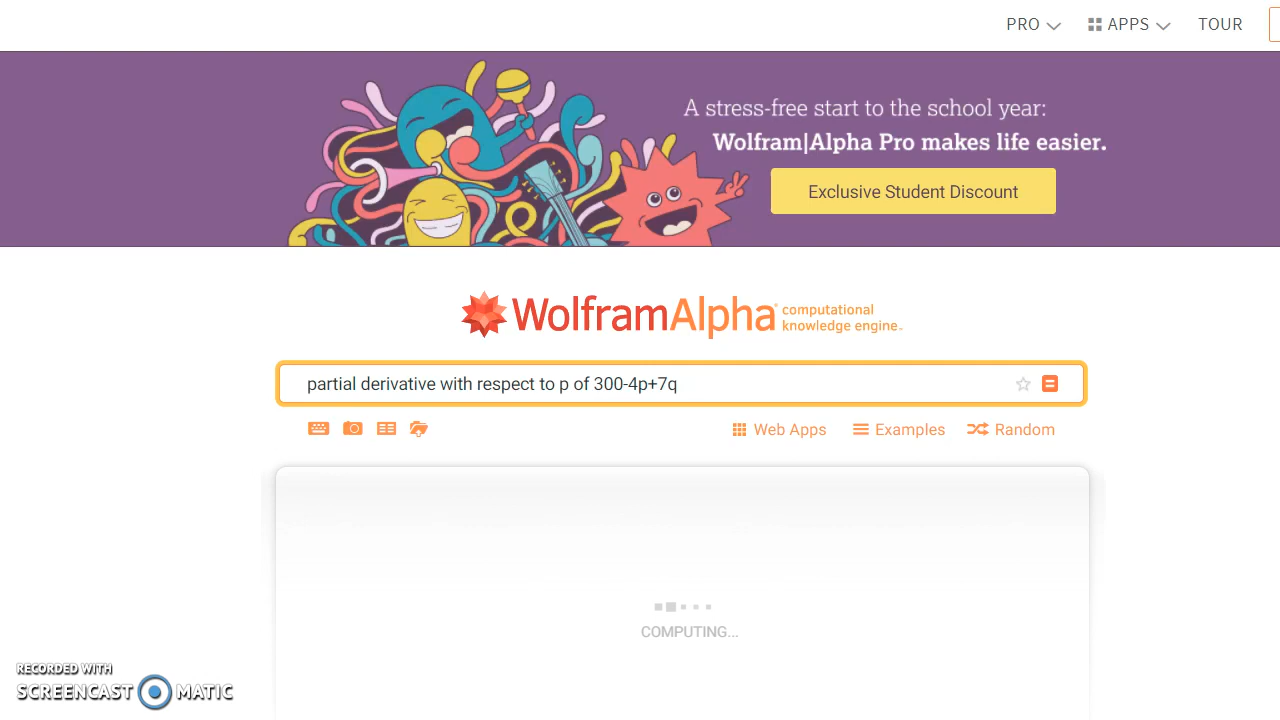 PRO APPS TOUR
A stress-free start to the school year:
Wolfram|Alpha Pro makes life easier.
Exclusive Student Discount
WolframAlpha computational
knowledge engine™
partial derivative with respect to p of 300-4p+7q
Web Apps Examples Random
COMPUTING...
RECORDED WITH
SCREENCAST MATIC